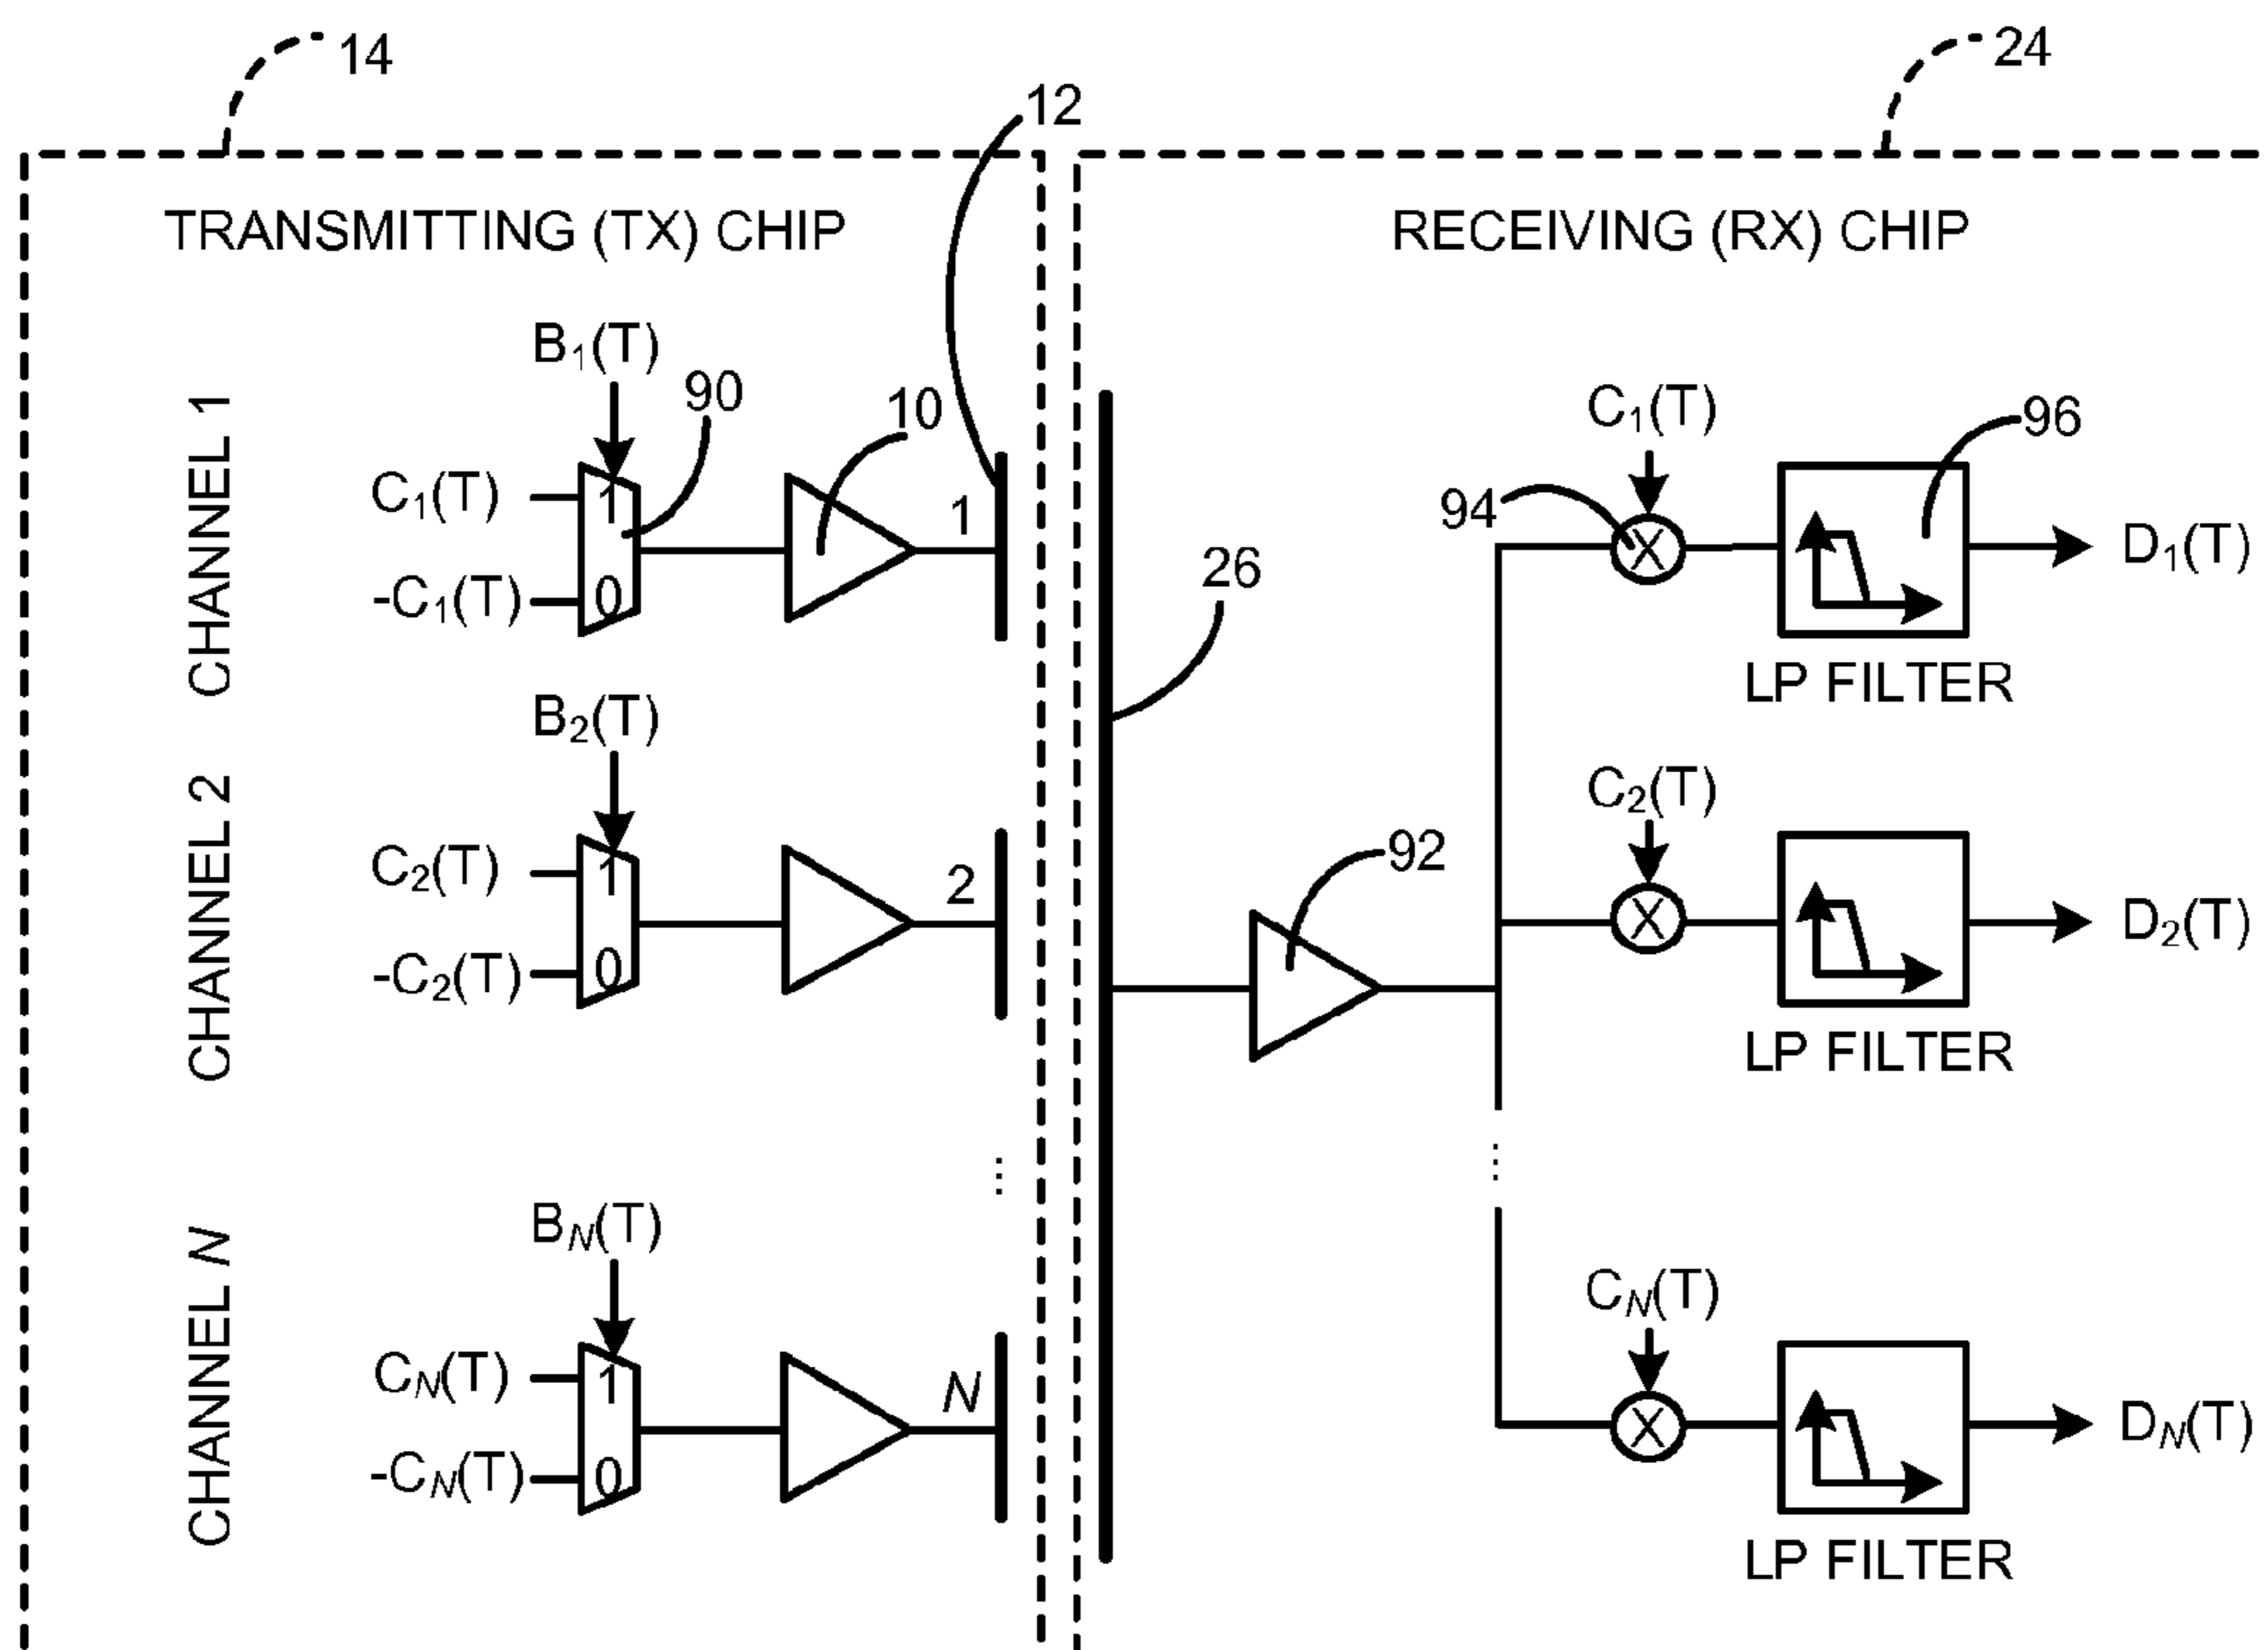 14
24
12
TRANSMITTING (TX) CHIP
RECEIVING (RX) CHIP
CHANNEL 1
B1(T)
90
10
C1(T)
1
-C1(T)
0
1
26
C1(T)
94
X
96
D1(T)
LP FILTER
CHANNEL 2
B2(T)
C2(T)
1
-C2(T)
0
2
92
C2(T)
X
D2(T)
LP FILTER
...
...
CHANNEL N
BN(T)
CN(T)
1
-CN(T)
0
N
CN(T)
X
DN(T)
LP FILTER